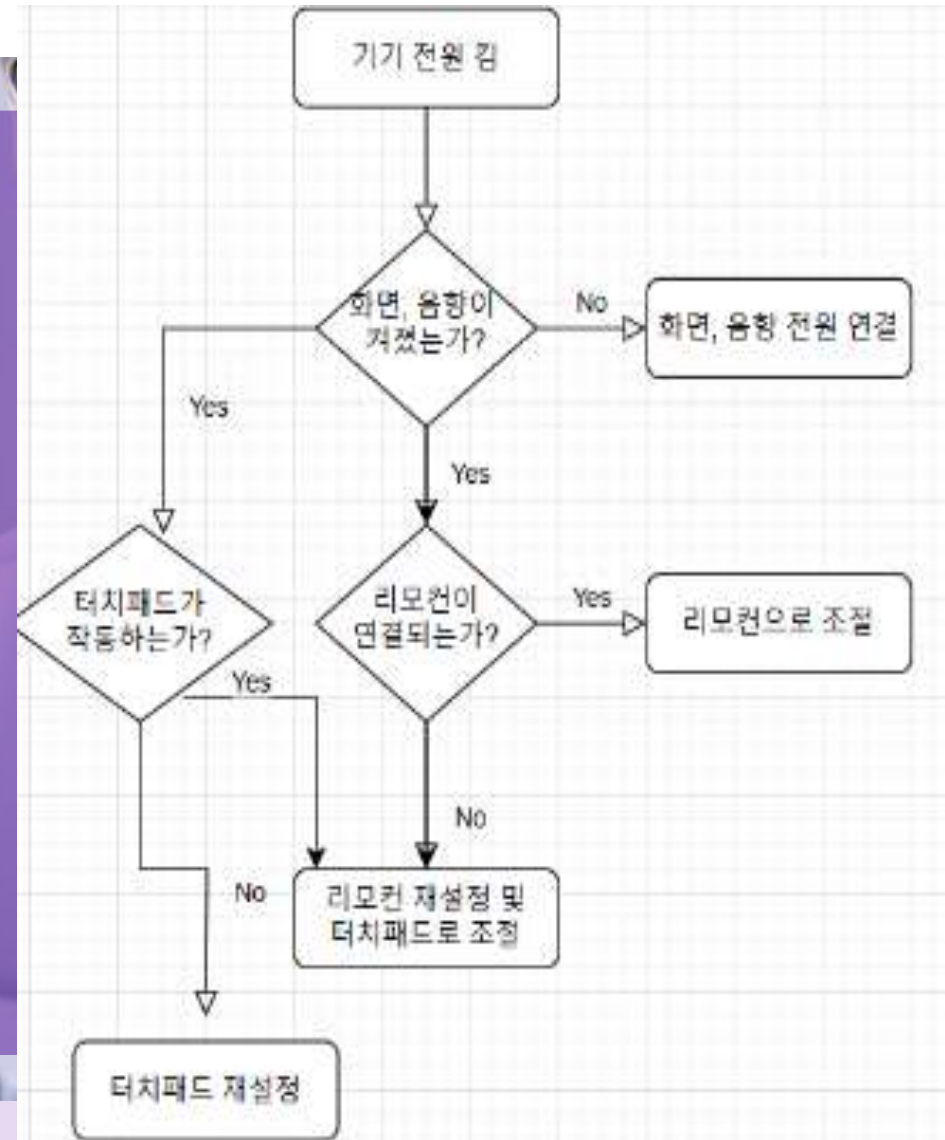 기기 전원 킴
화면, 음향이
켜졌는가?
No
화면, 음향 전원 연결
Yes
Yes
터치패드가
작동하는가?
리모컨이
연결되는가?
Yes
리모컨으로 조절
Yes
No
No
리모컨 재설정 및
터치패드로 조절
터치패드 재설정